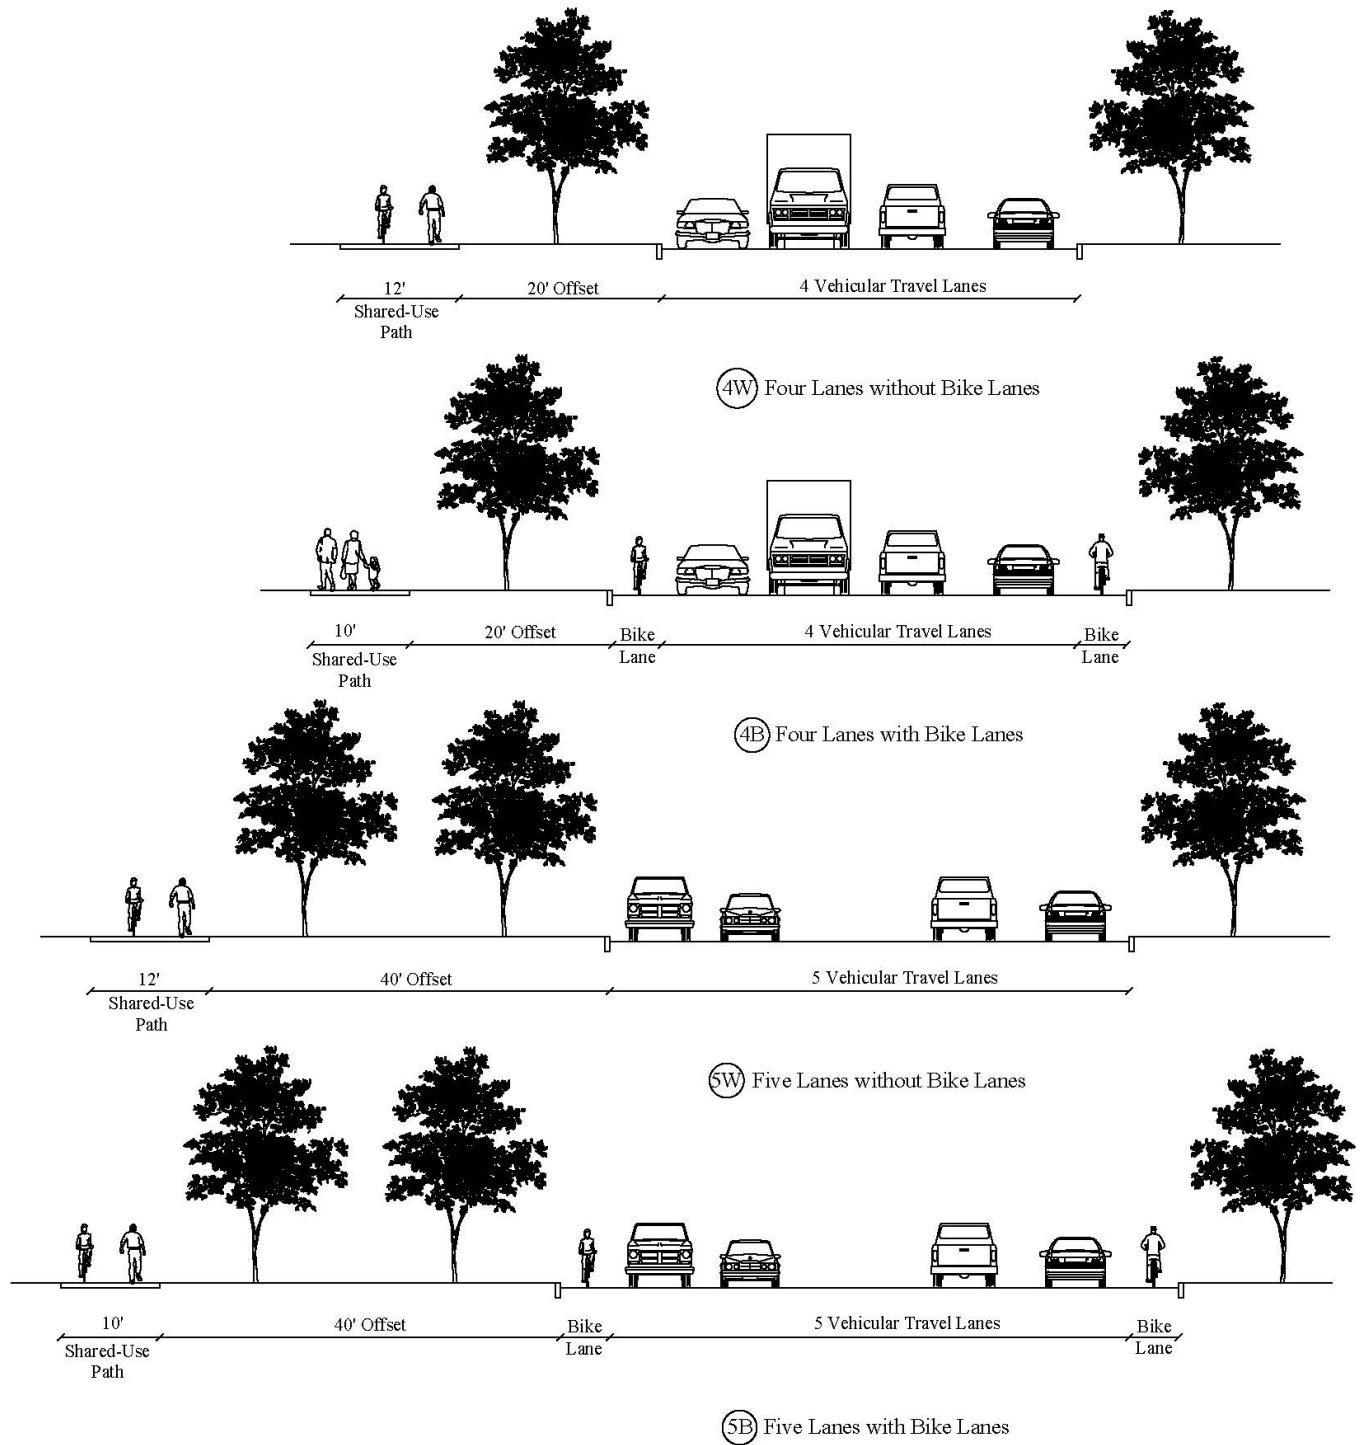 12' 20' Offset 4 Vehicular Travel Lanes
Shared-Use
Path
4W Four Lanes without Bike Lanes
10' 20' Offset Bike 4 Vehicular Travel Lanes Bike
Shared-Use Lane Lane
Path
4B Four Lanes with Bike Lanes
12' 40' Offset 5 Vehicular Travel Lanes
Shared-Use
Path
5W Five Lanes without Bike Lanes
10' 40' Offset Bike 5 Vehicular Travel Lanes Bike
Shared-Use Lane Lane
Path
5B Five Lanes with Bike Lanes